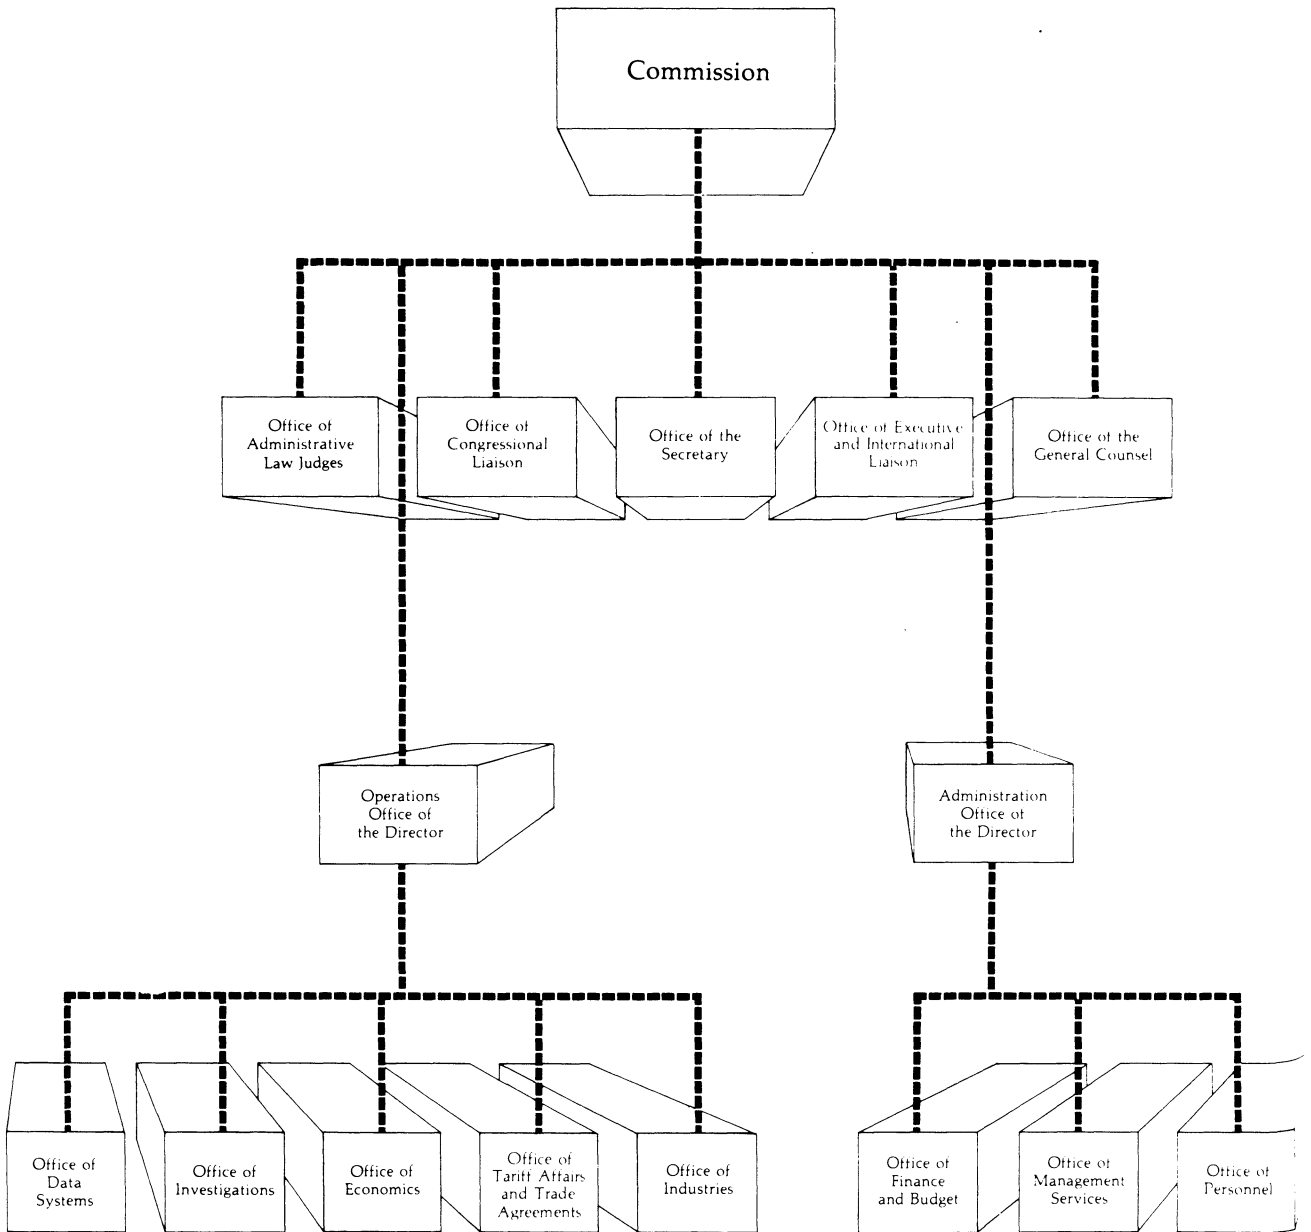 Commission
Office of
Administrative
Law Judges
Office of
Congressional
Liaison
Office of the
Secretary
Office of Executive
and International
Liaison
Office of the
General Counsel
Operations
Office of
the Director
Administration
Office of
the Director
Office of
Data
Systems
Office of
Investigations
Office of
Economics
Office of
Tariff Affairs
and Trade
Agreements
Office of
Industries
Office of
Finance
and Budget
Office of
Management
Services
Office of
Personnel